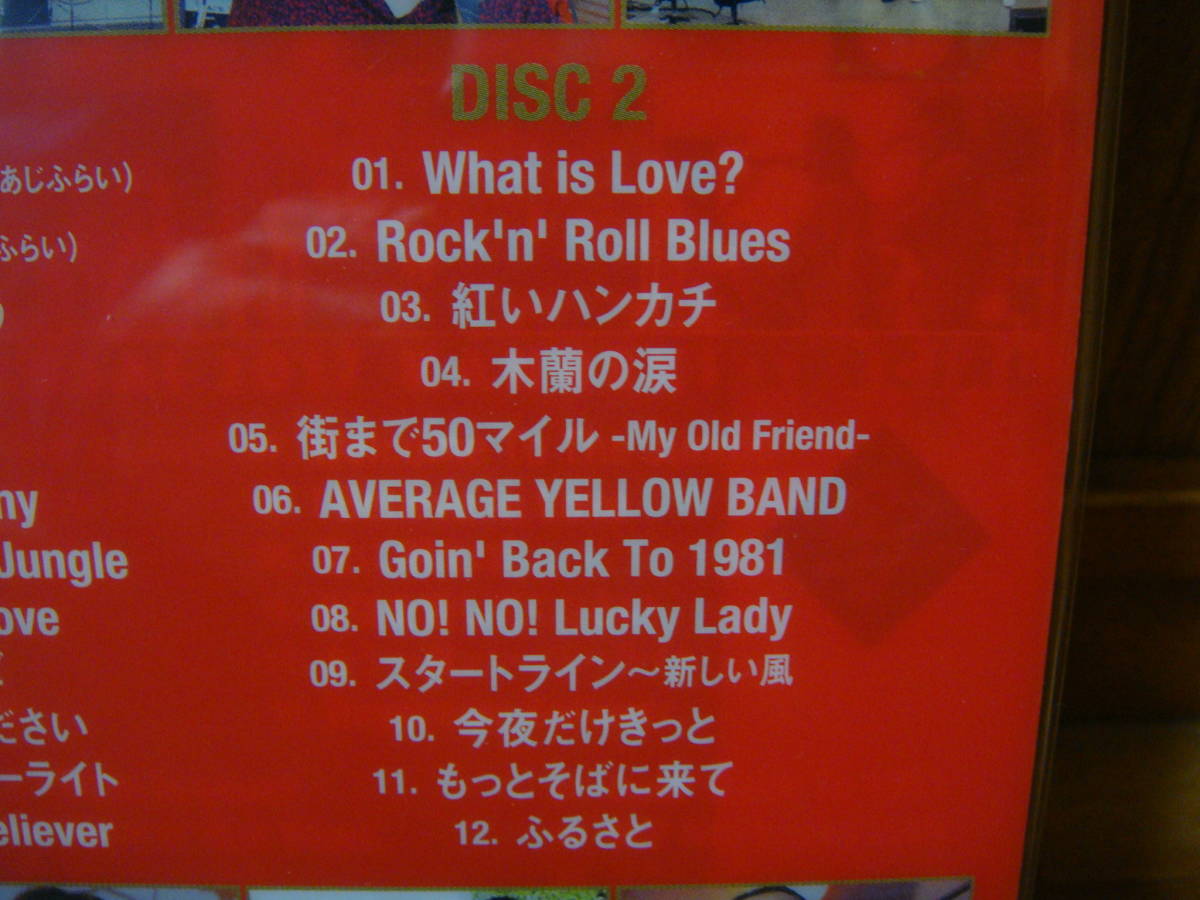 あじふらい)
ふらい)
ny
Jungle
ove
ださい
ーライト
eliever
DISC 2
01. What is Love?
02. Rock'n' Roll Blues
03. 紅いハンカチ
04. 木蘭の涙
05. 街まで50マイル -My Old Friend-
06. AVERAGE YELLOW BAND
07. Goin' Back To 1981
08. NO! NO! Lucky Lady
09. スタートライン～新しい風
10. 今夜だけきっと
11. もっとそばに来て
12. ふるさと